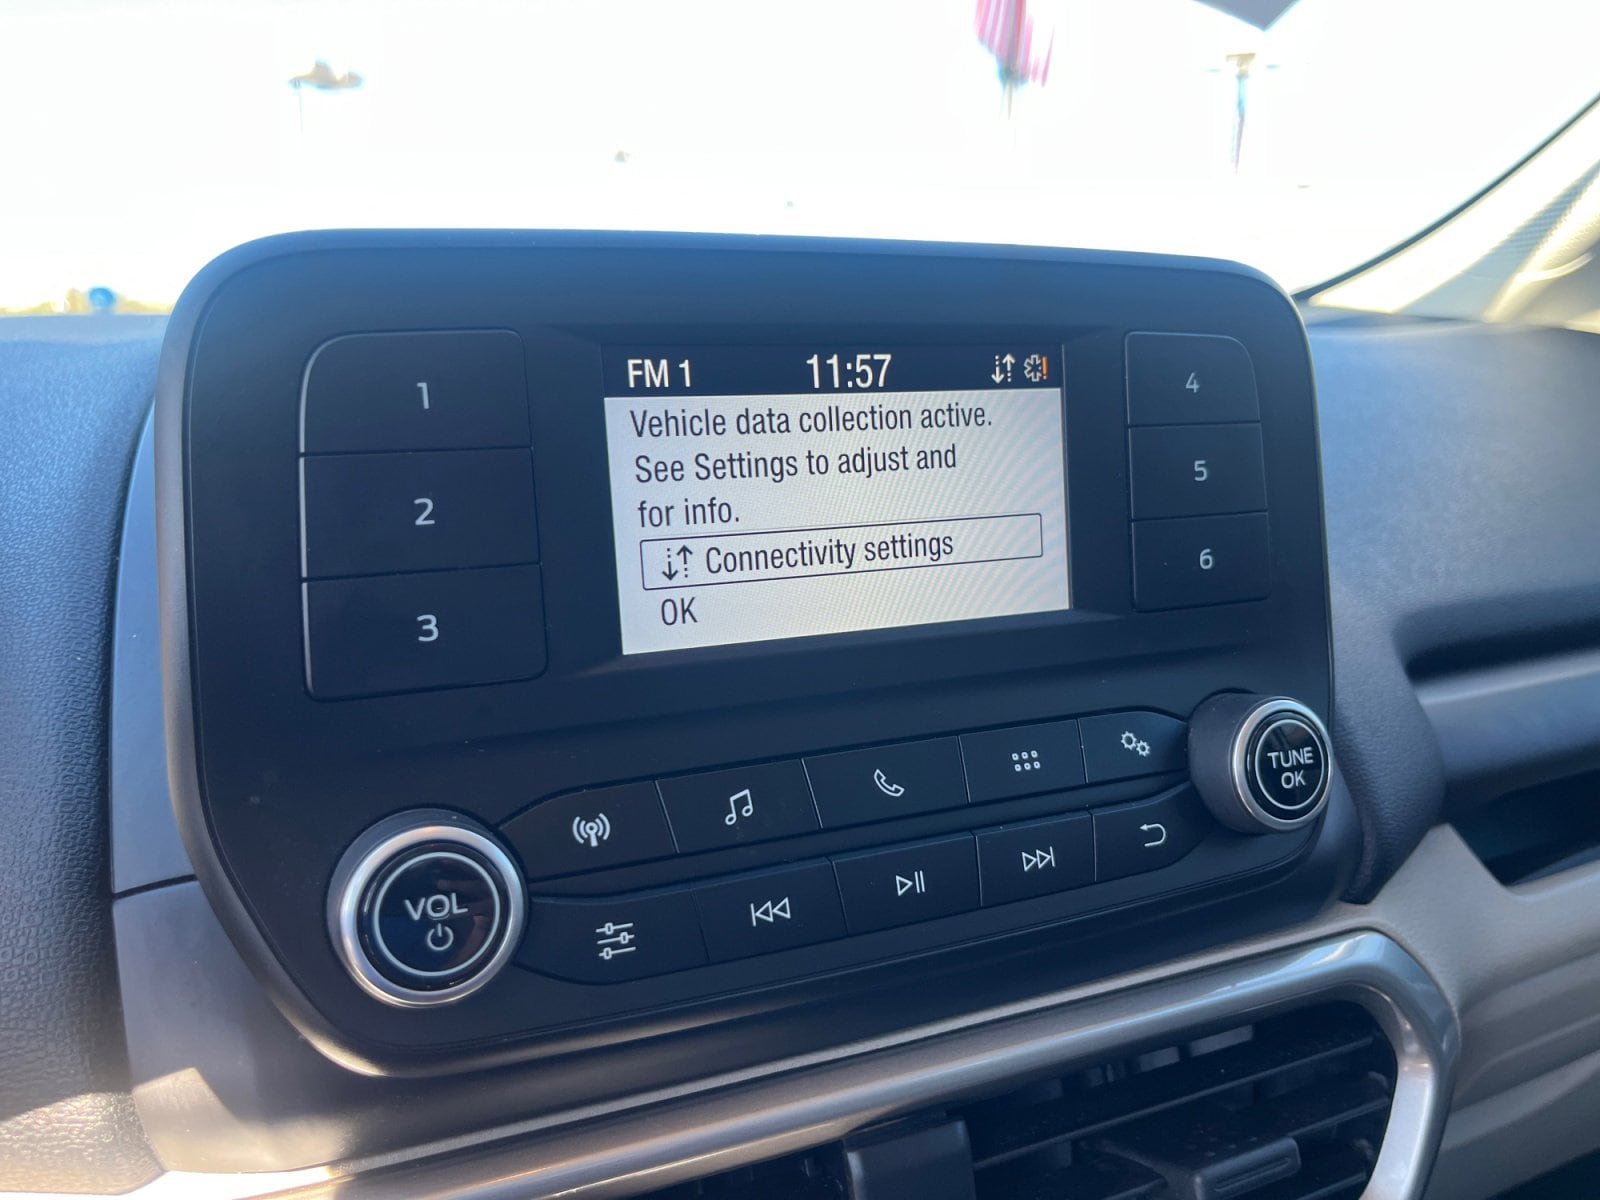 FM 1 11:57
Vehicle data collection active.
See Settings to adjust and
for info.
Connectivity settings
OK
1
2
3
4
5
6
VOL
TUNE
OK